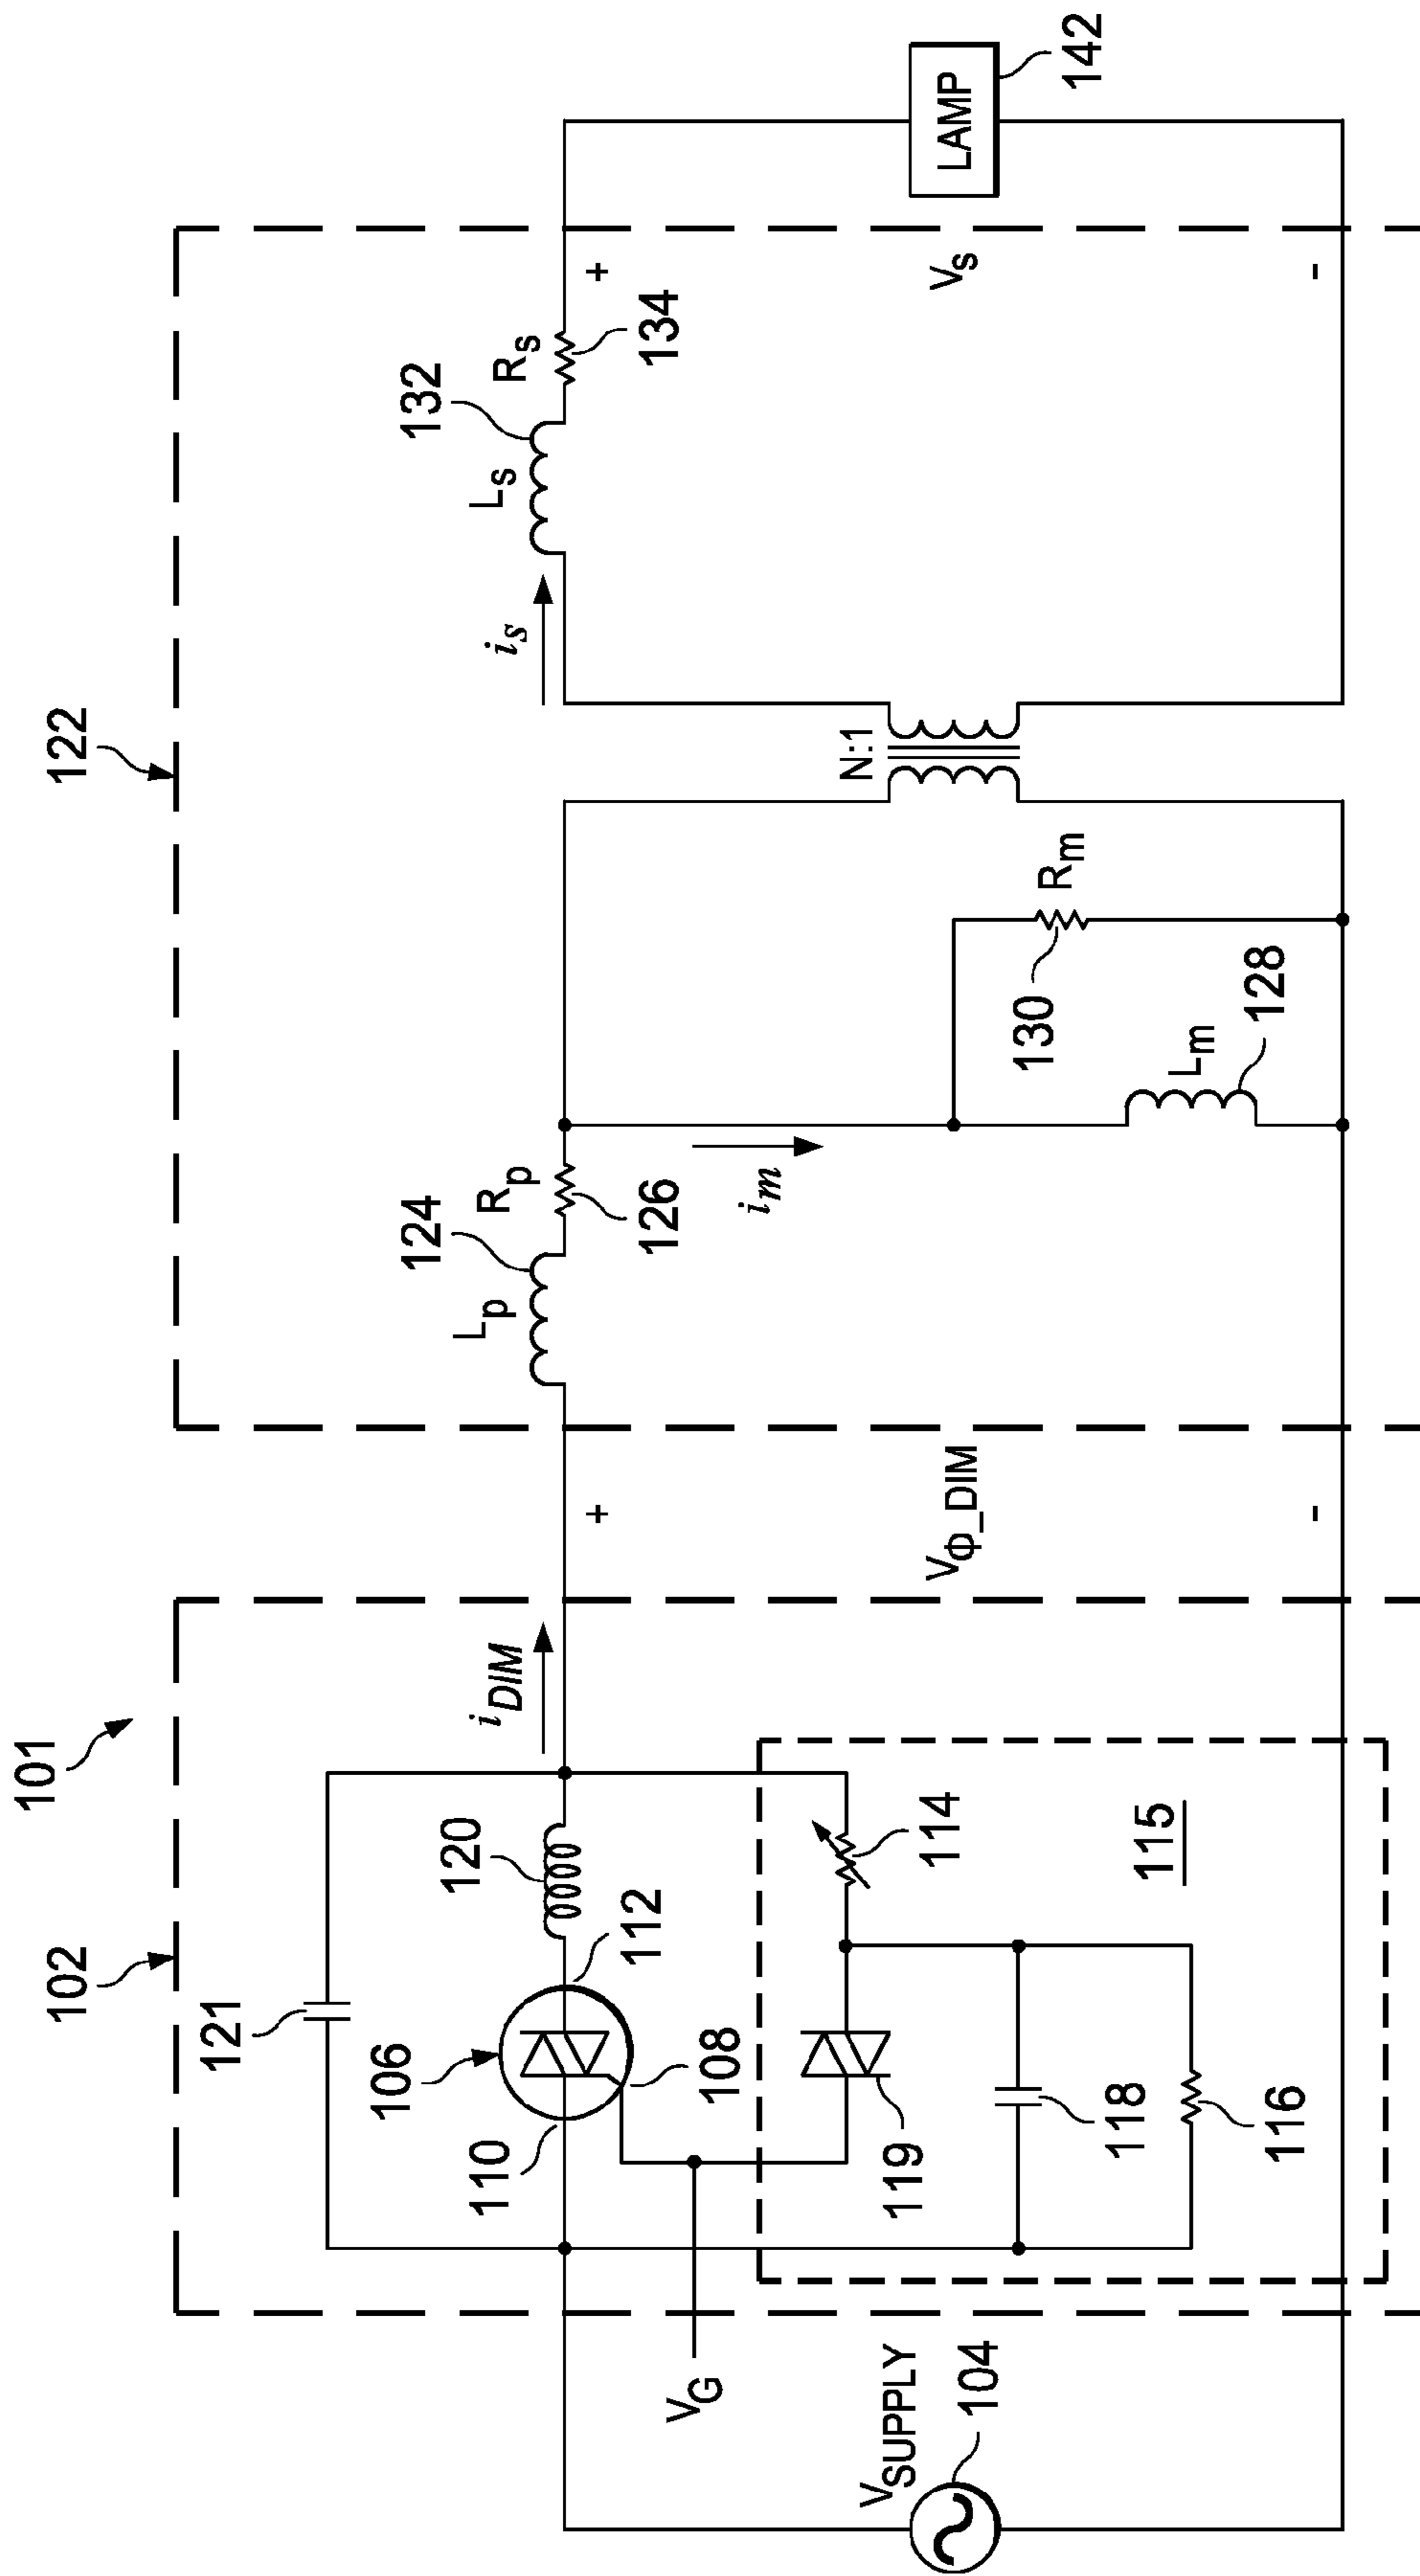 101
102
122
121
106
110
108
112
120
i_DIM
V_G
119
114
118
116
115
V_SUPPLY
104
+
V_Φ_DIM
-
124
L_p
R_p
126
i_m
130
R_m
L_m
128
N:1
i_s
132
L_s
R_s
134
+
V_s
-
LAMP
142